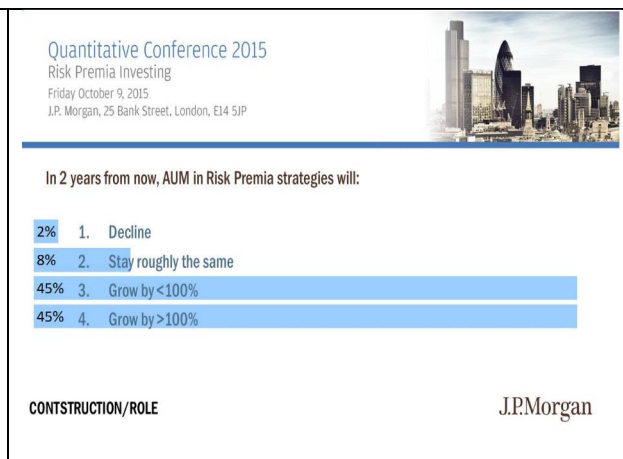 Quantitative Conference 2015
Risk Premia Investing
Friday October 9, 2015
J.P. Morgan, 25 Bank Street, London, E14 5JP
In 2 years from now, AUM in Risk Premia strategies will:
2% 1. Decline
8% 2. Stay roughly the same
45% 3. Grow by <100%
45% 4. Grow by >100%
CONTSTRUCTION/ROLE
J.P.Morgan